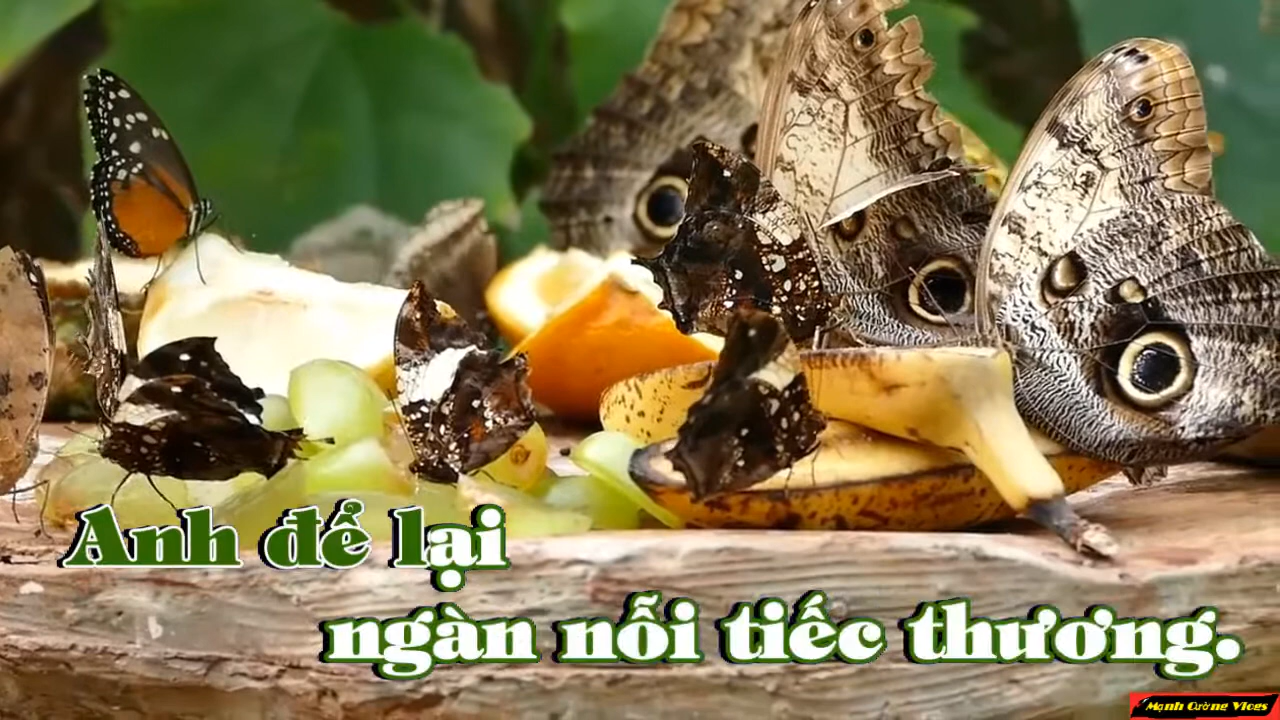 Anh để lại
ngàn nỗi tiếc thương.
Mạnh Cường Vlogs